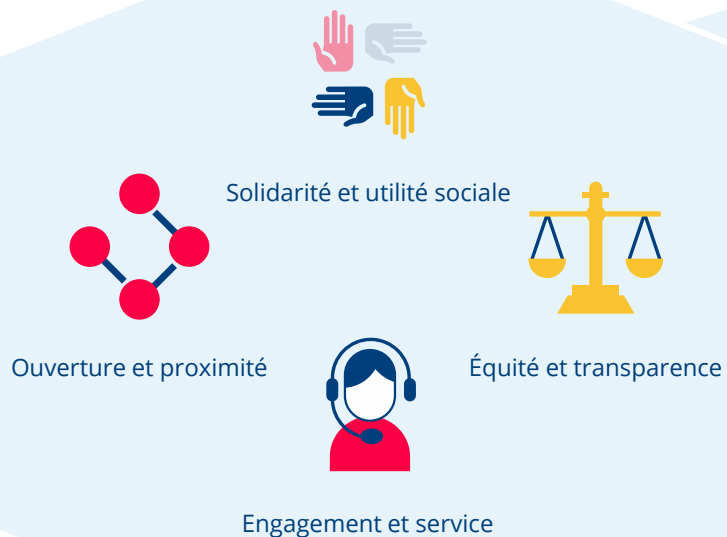 Solidarité et utilité sociale
Ouverture et proximité
Équité et transparence
Engagement et service